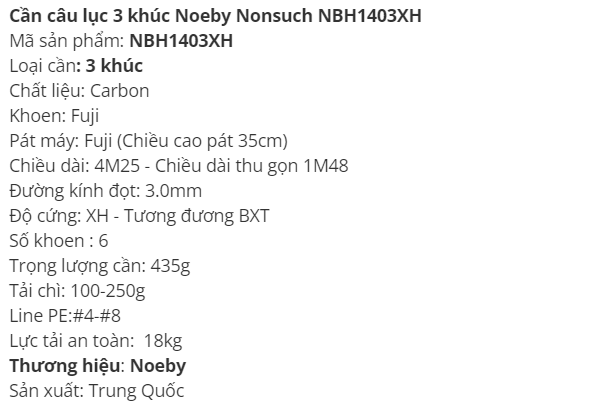 Cần câu lục 3 khúc Noeby Nonsuch NBH1403XH
Mã sản phẩm: NBH1403XH
Loại cần: 3 khúc
Chất liệu: Carbon
Khoen: Fuji
Pát máy: Fuji (Chiều cao pát 35cm)
Chiều dài: 4M25 - Chiều dài thu gọn 1M48
Đường kính đọt: 3.0mm
Độ cứng: XH - Tương đương BXT
Số khoen : 6
Trọng lượng cần: 435g
Tải chì: 100-250g
Line PE:#4-#8
Lực tải an toàn:  18kg
Thương hiệu: Noeby
Sản xuất: Trung Quốc